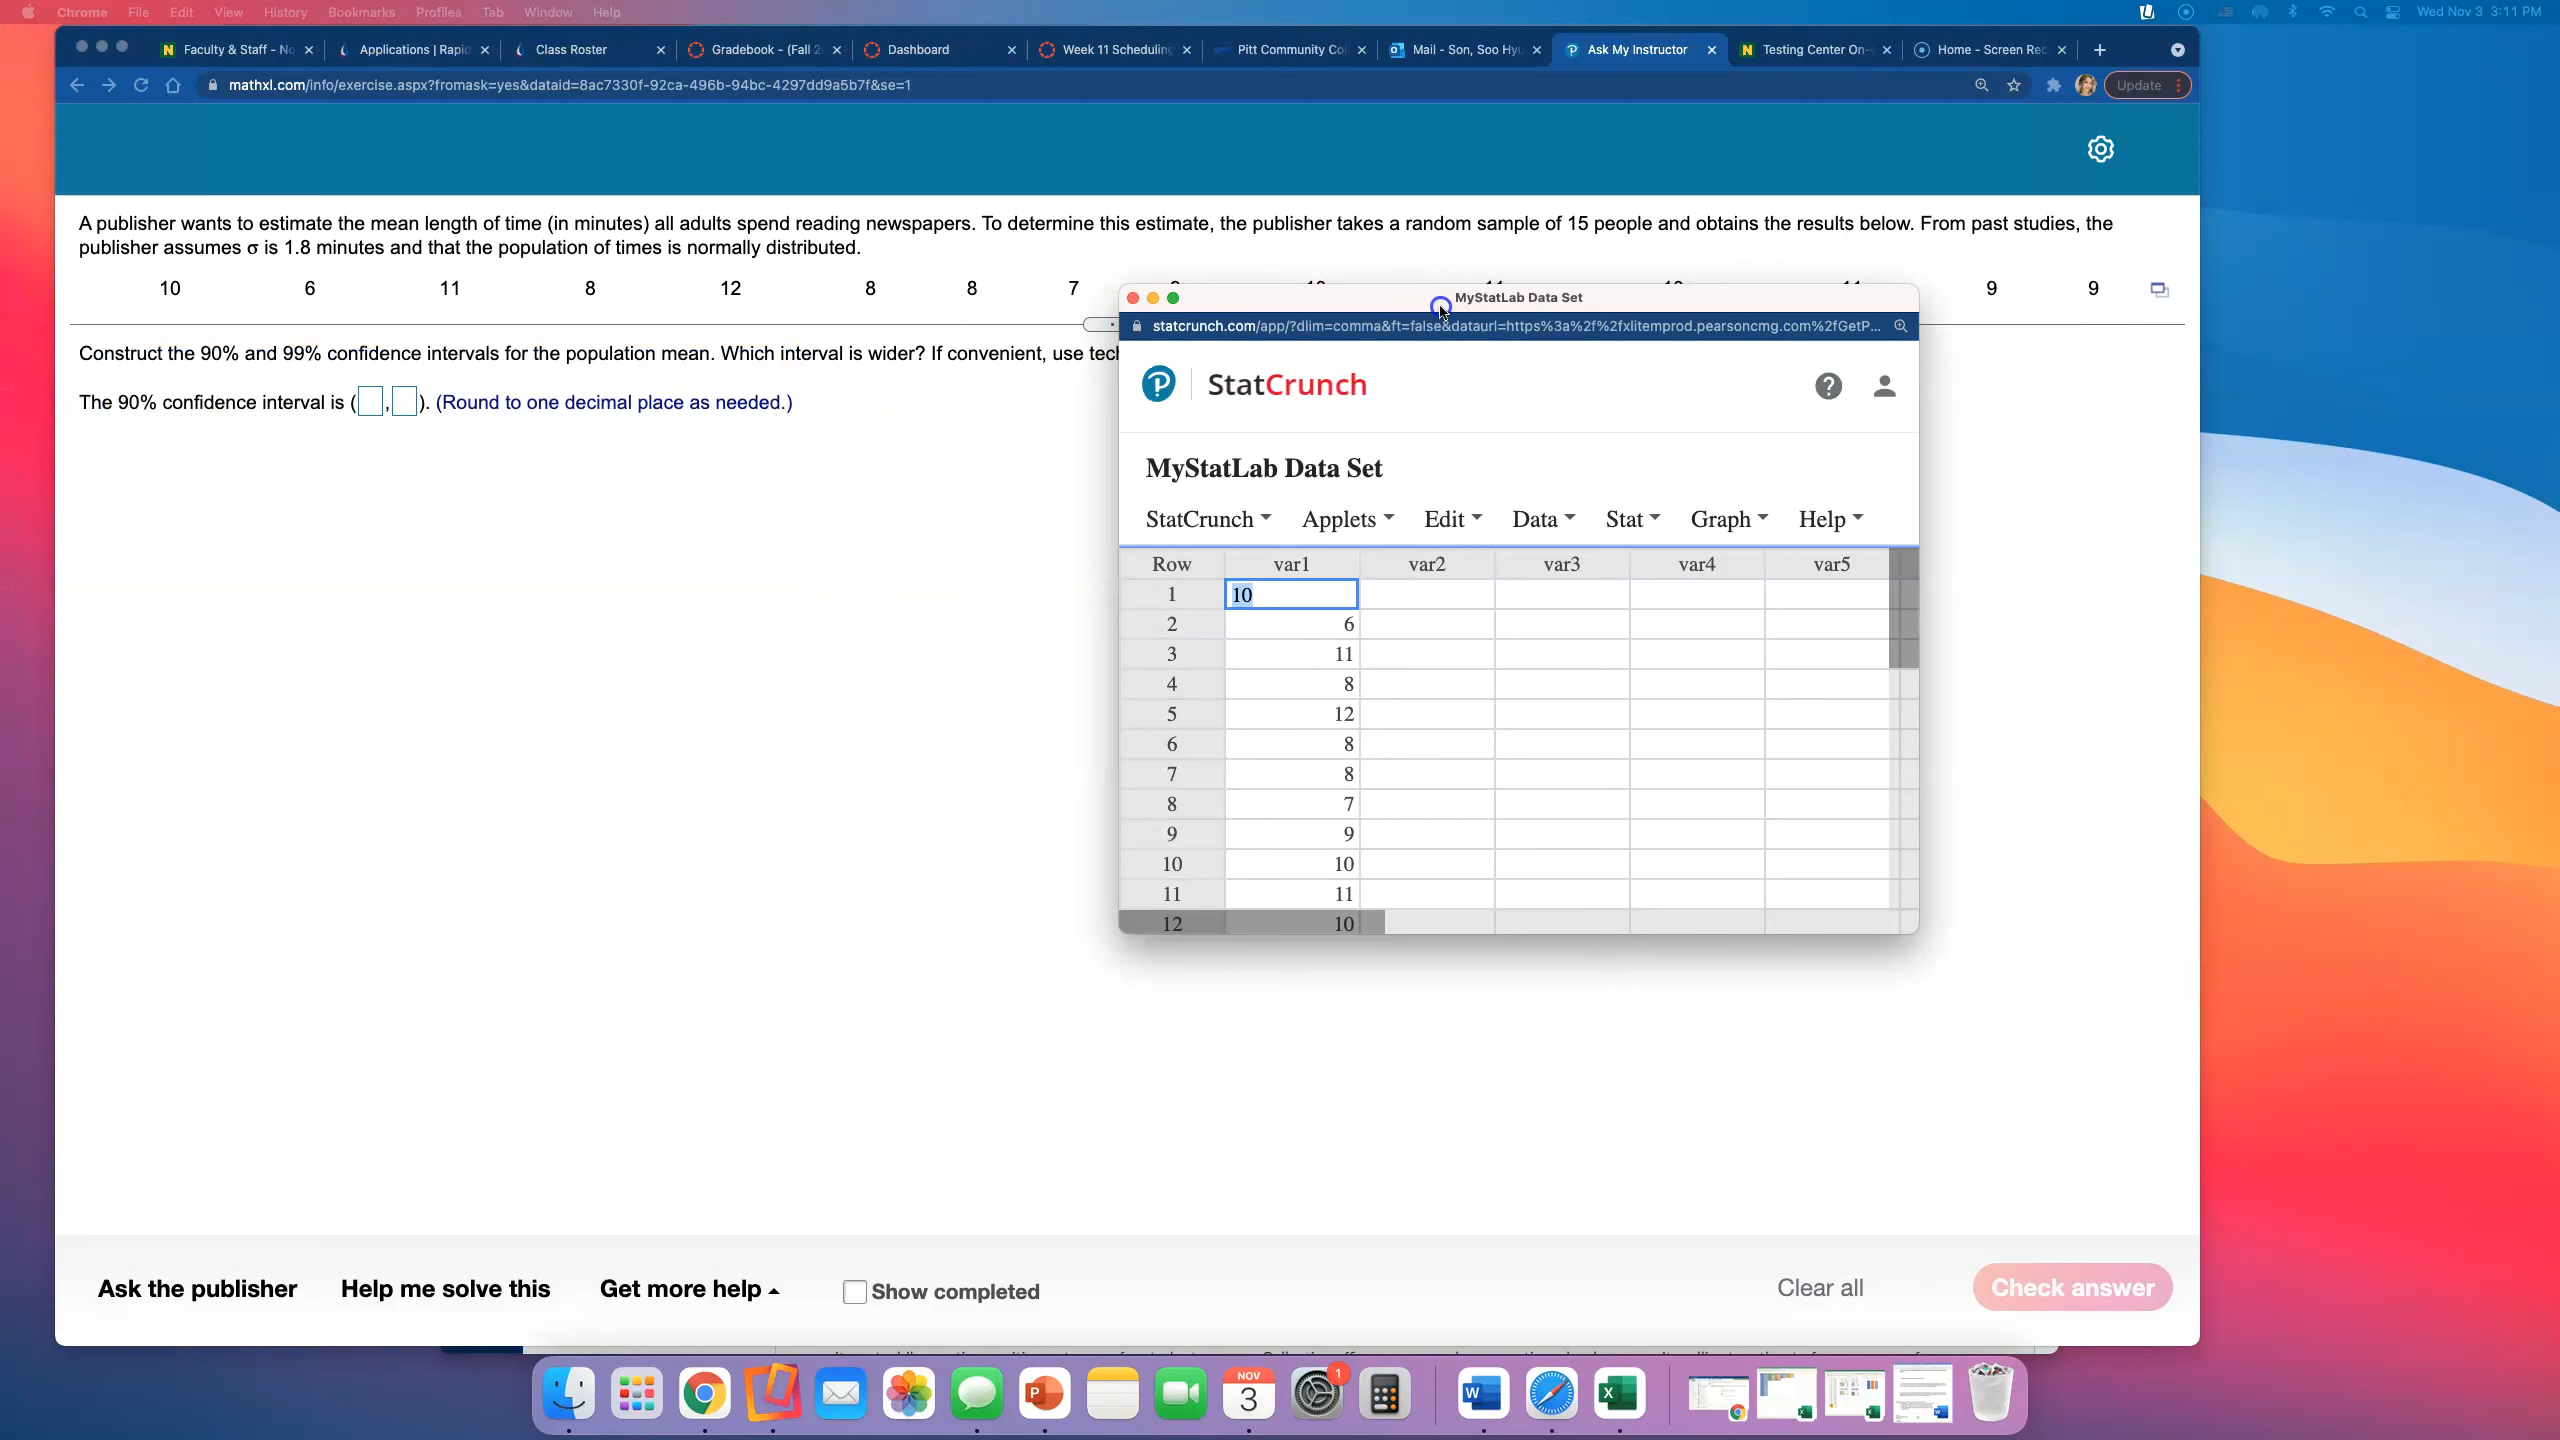 Chrome File Edit View History Bookmarks Profiles Tab Window Help Wed Nov 3 3:11 PM
Faculty & Staff - No Applications | Rapid Class Roster Gradebook - (Fall 2 Dashboard Week 11 Scheduling Pitt Community Col Mail - Son, Soo Hyu Ask My Instructor Testing Center On- Home - Screen Rec
mathxl.com/info/exercise.aspx?fromask=yes&dataid=8ac7330f-92ca-496b-94bc-4297dd9a5b7f&se=1 Update
A publisher wants to estimate the mean length of time (in minutes) all adults spend reading newspapers. To determine this estimate, the publisher takes a random sample of 15 people and obtains the results below. From past studies, the
publisher assumes σ is 1.8 minutes and that the population of times is normally distributed.
10 6 11 8 12 8 8 7 9 9
Construct the 90% and 99% confidence intervals for the population mean. Which interval is wider? If convenient, use
The 90% confidence interval is ( , ). (Round to one decimal place as needed.)
MyStatLab Data Set
statcrunch.com/app/?dlim=comma&ft=false&dataurl=https%3a%2f%2fxlitemprod.pearsoncmg.com%2fGetP...
P StatCrunch ?
MyStatLab Data Set
StatCrunch Applets Edit Data Stat Graph Help
Row var1 var2 var3 var4 var5
1 10
2 6
3 11
4 8
5 12
6 8
7 8
8 7
9 9
10 10
11 11
12 10
Ask the publisher Help me solve this Get more help Show completed Clear all Check answer
NOV
3
1